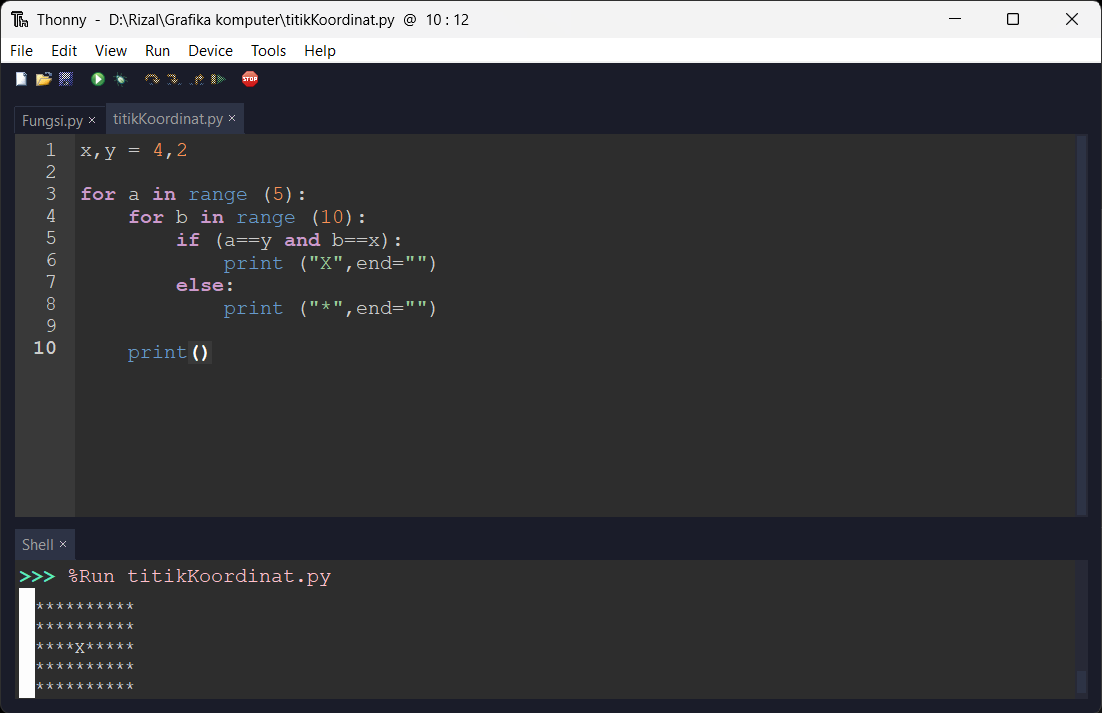 Thonny - D:\Rizal\Grafika komputer\titikKoordinat.py @ 10 : 12
File Edit View Run Device Tools Help
STOP
Fungsi.py × titikKoordinat.py ×
1 x,y = 4,2
2
3 for a in range (5):
4     for b in range (10):
5         if (a==y and b==x):
6             print ("X",end="")
7         else:
8             print ("*",end="")
9
10     print()
Shell ×
>>> %Run titikKoordinat.py
**********
**********
****X*****
**********
**********